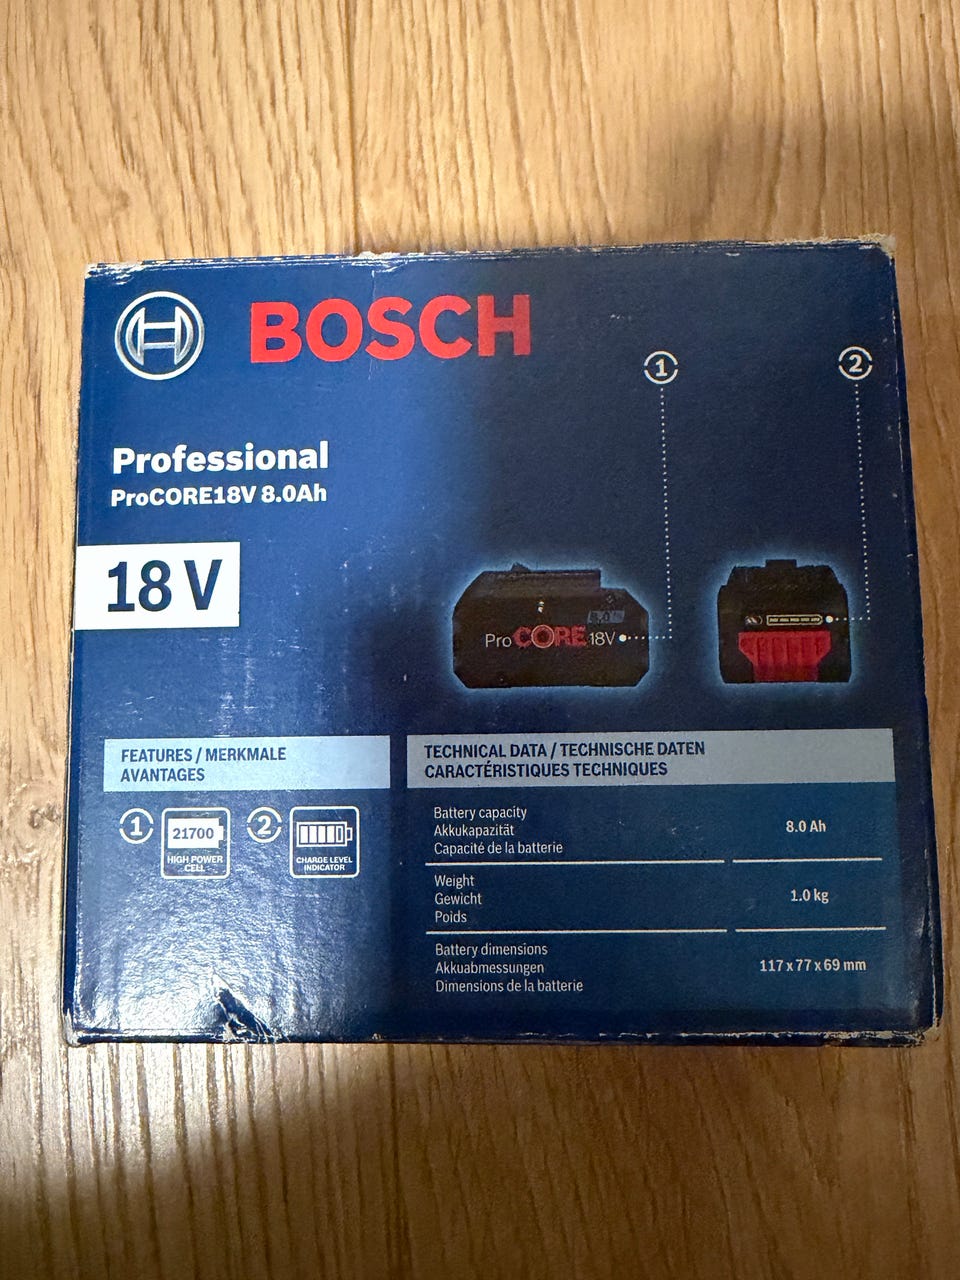 BOSCH
1
2
Professional
ProCORE18V 8.0Ah
18 V
8.0
ProCORE18V
FEATURES / MERKMALE
AVANTAGES
1
21700
HIGH POWER
CELL
2
CHARGE LEVEL
INDICATOR
TECHNICAL DATA / TECHNISCHE DATEN
CARACTÉRISTIQUES TECHNIQUES
Battery capacity
Akkukapazität
Capacité de la batterie
8.0 Ah
Weight
Gewicht
Poids
1.0 kg
Battery dimensions
Akkuabmessungen
Dimensions de la batterie
117 x 77 x 69 mm